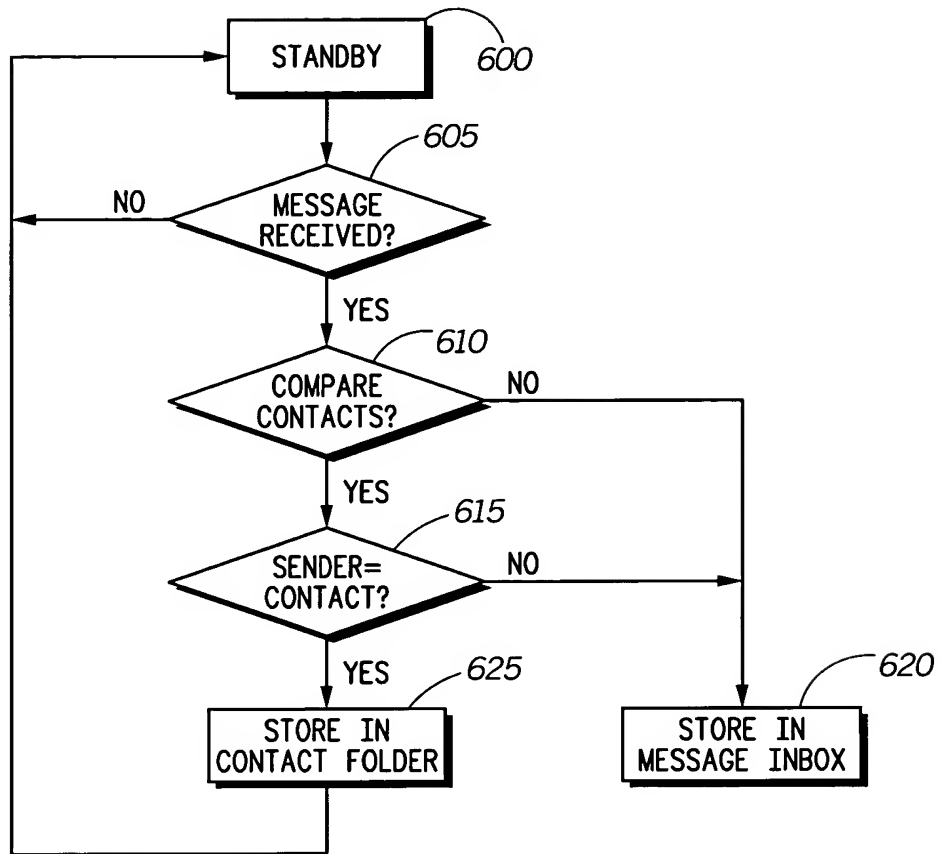 STANDBY
600
605
MESSAGE
RECEIVED?
NO
YES
610
COMPARE
CONTACTS?
NO
YES
615
SENDER=
CONTACT?
NO
YES
625
STORE IN
CONTACT FOLDER
620
STORE IN
MESSAGE INBOX